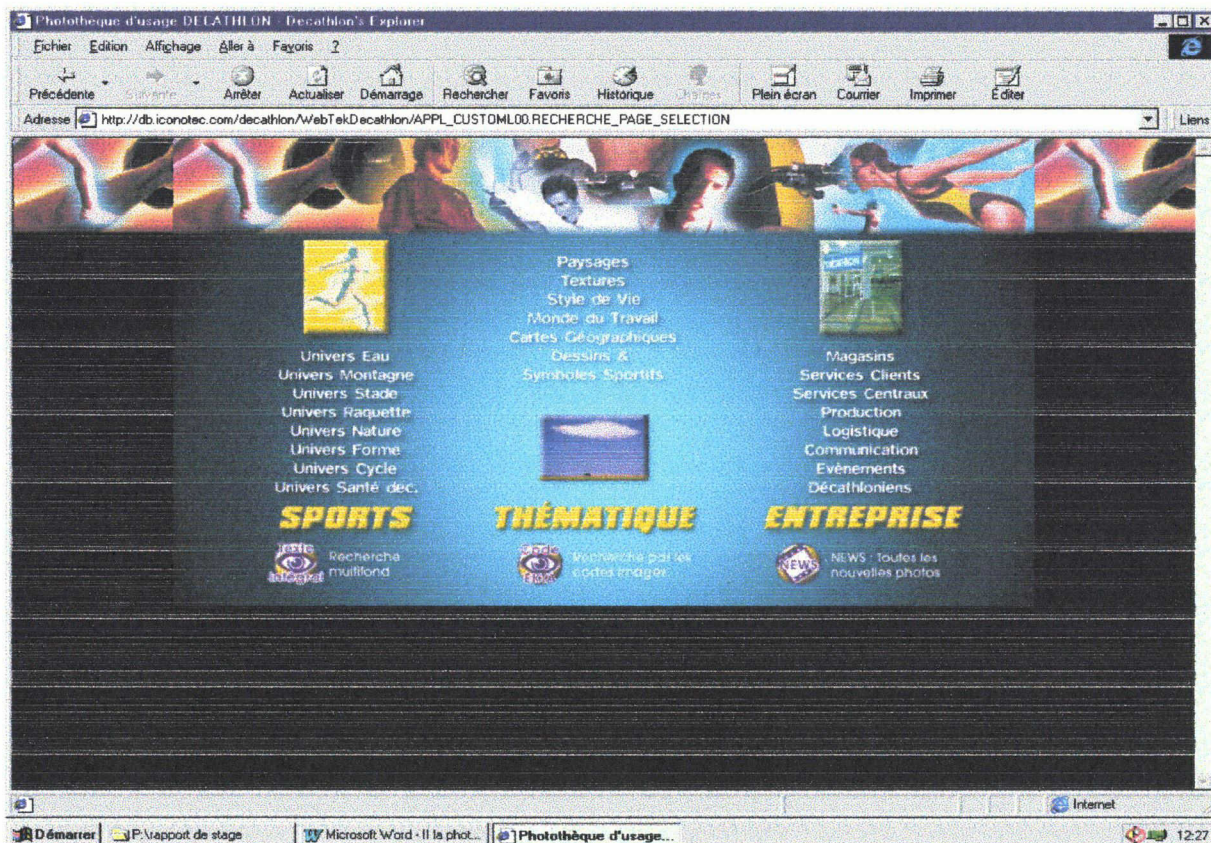 Photothèque d'usage DECATHLON - Decathlon's Explorer
Fichier Edition Affichage Aller à Favoris ?
Précédente Suivante Arrêter Actualiser Démarrage Rechercher Favoris Historique Chaînes Plein écran Courrier Imprimer Editer
Adresse http://db.iconotec.com/decathlon/WebTekDecathlon/APPL_CUSTOML00.RECHERCHE_PAGE_SELECTION Liens
Univers Eau
Univers Montagne
Univers Stade
Univers Raquette
Univers Nature
Univers Forme
Univers Cycle
Univers Santé dec.
SPORTS
Texte
intégral
Recherche
multifond
Paysages
Textures
Style de Vie
Monde du Travail
Cartes Géographiques
Dessins &
Symboles Sportifs
THÉMATIQUE
Code
Recherche par les
codes images
Magasins
Services Clients
Services Centraux
Production
Logistique
Communication
Evènements
Décathloniens
ENTREPRISE
NEWS
NEWS : Toutes les
nouvelles photos
Internet
Démarrer P:\rapport de stage Microsoft Word - II la phot... Photothèque d'usage... 12:27